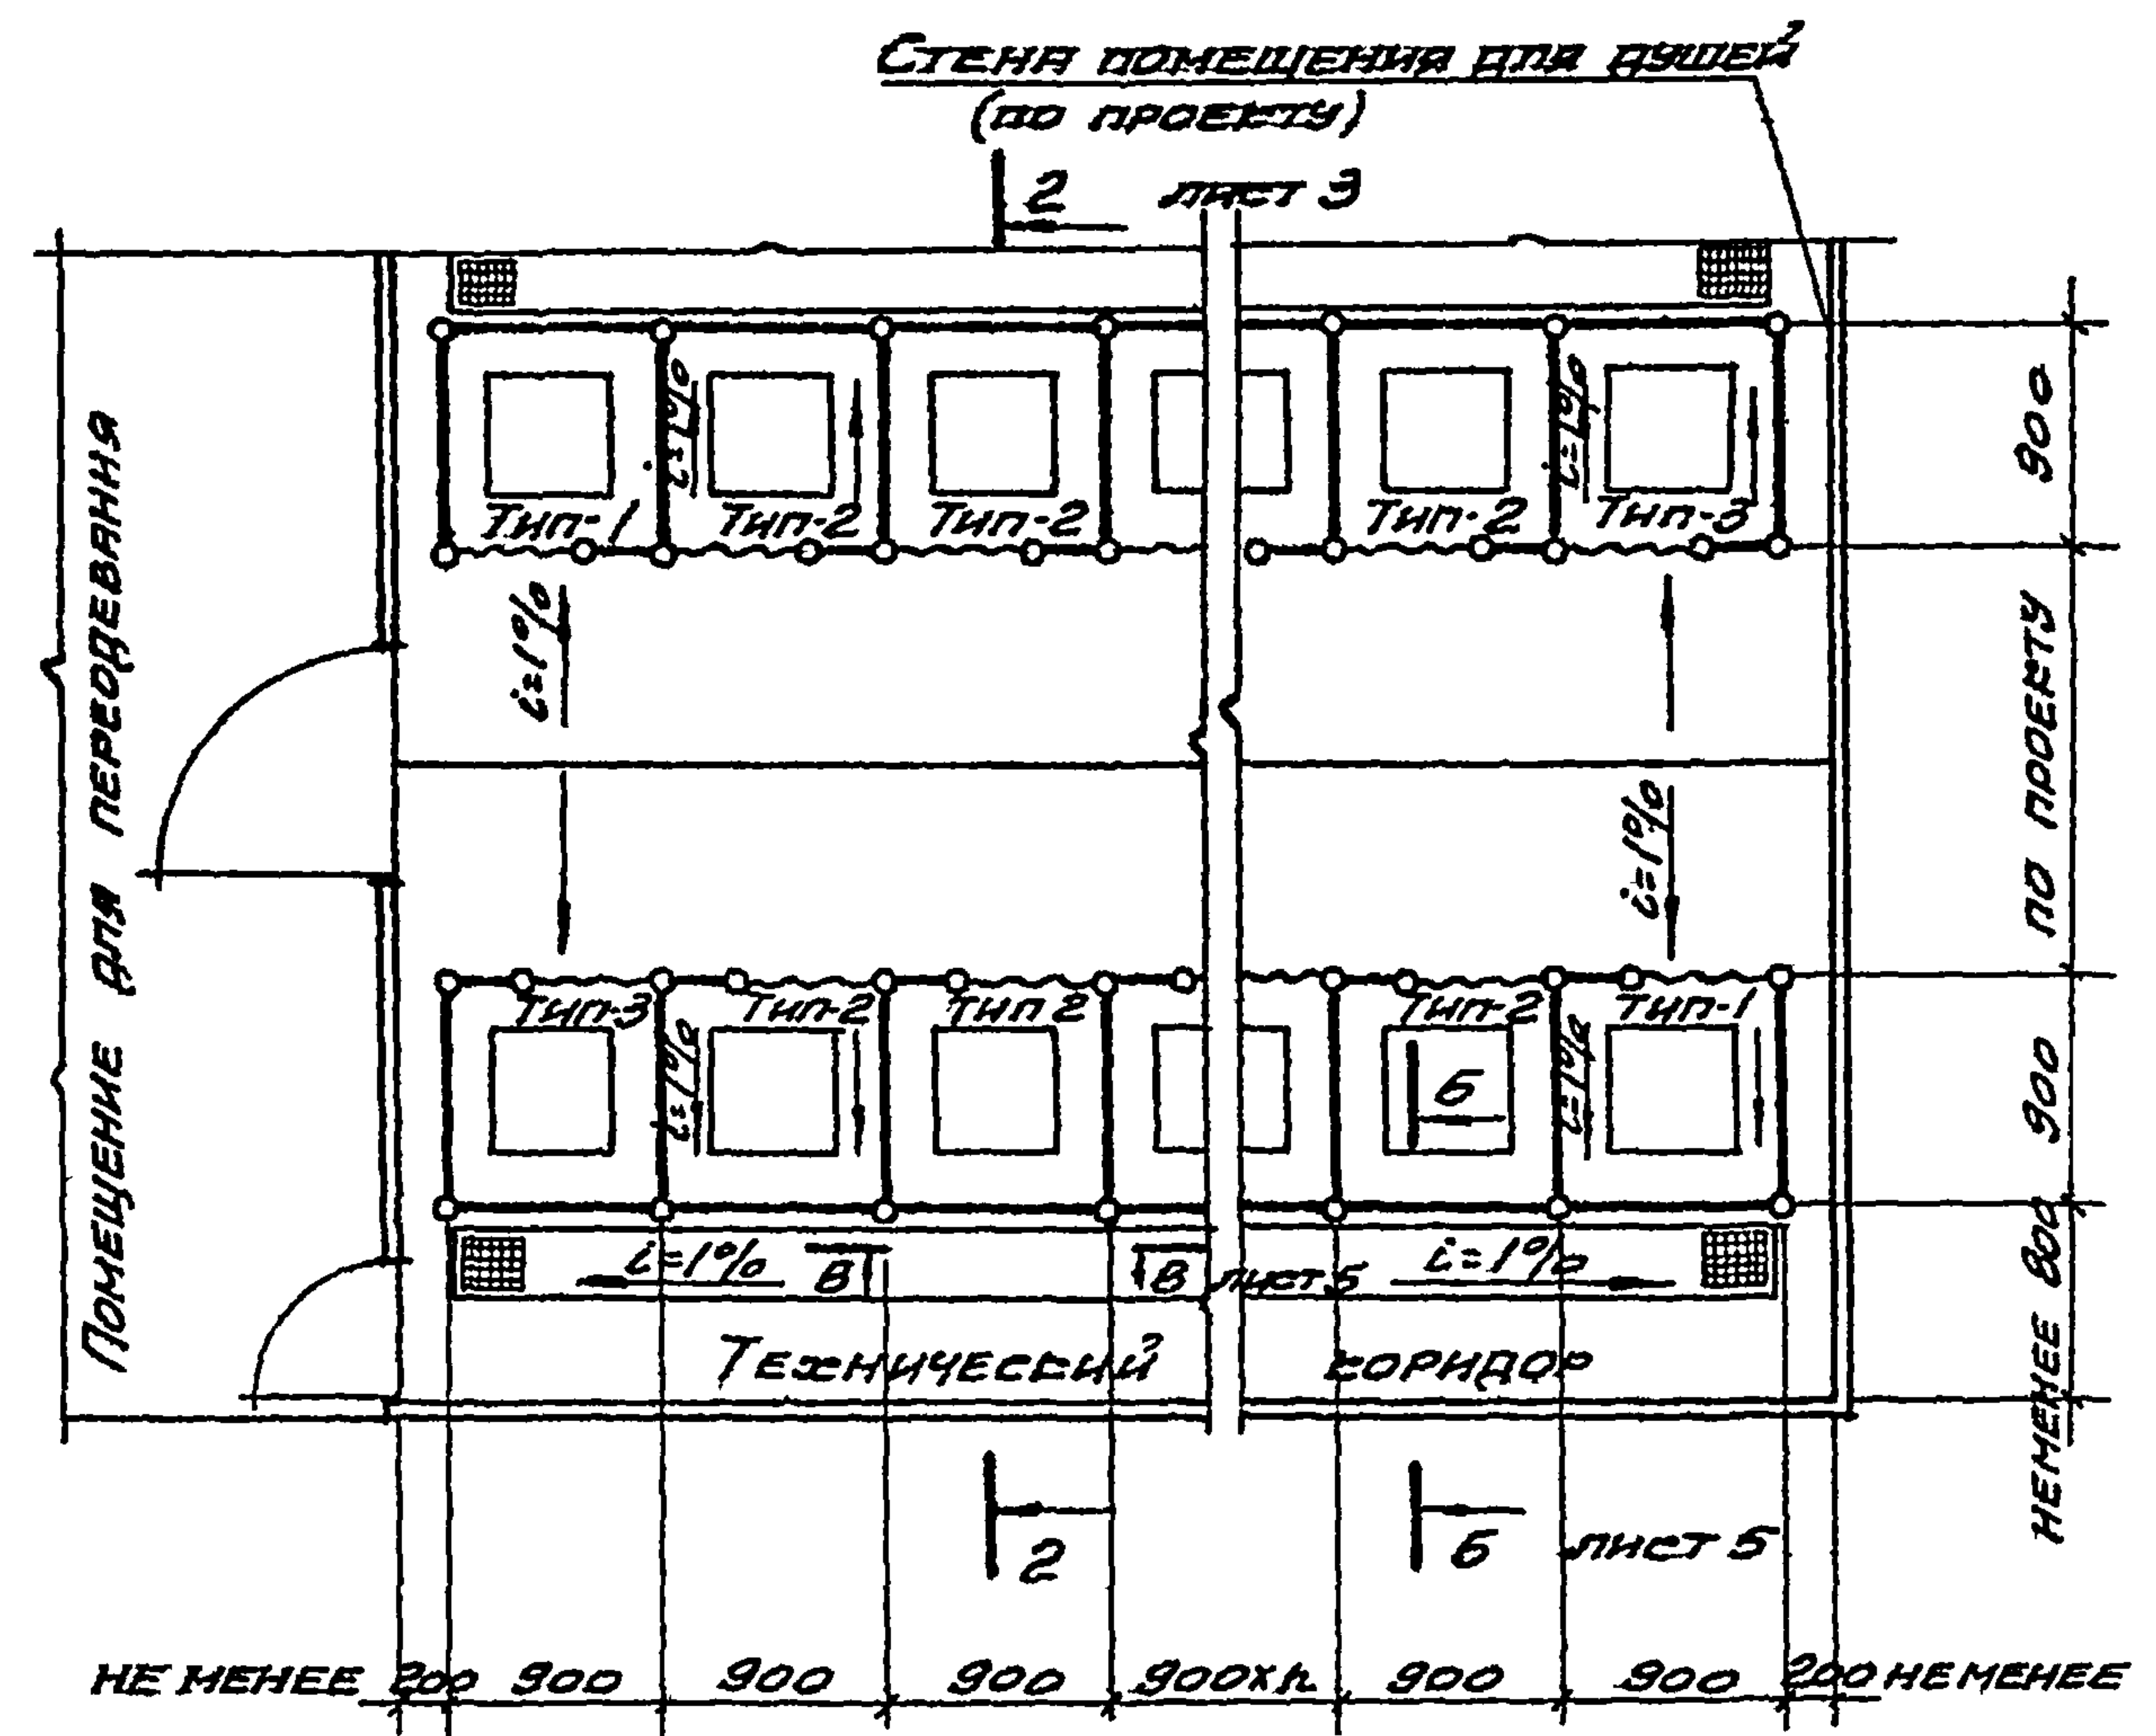 Стена помещения для душей
(по проекту)
2 лист 3
Помещение для переодевания
i=1% i=1%
Тип-1 Тип-2 Тип-2 Тип-2 Тип-3
900
i=1%
по проекту
i=1%
Тип-3 Тип-2 Тип 2 Тип-2 Тип-1
i=1% Б i=1%
900
i=1% В В лист 5 i=1%
Технический коридор
не менее 800
2 Б лист 5
не менее 200 900 900 900 900хn 900 900 200 не менее